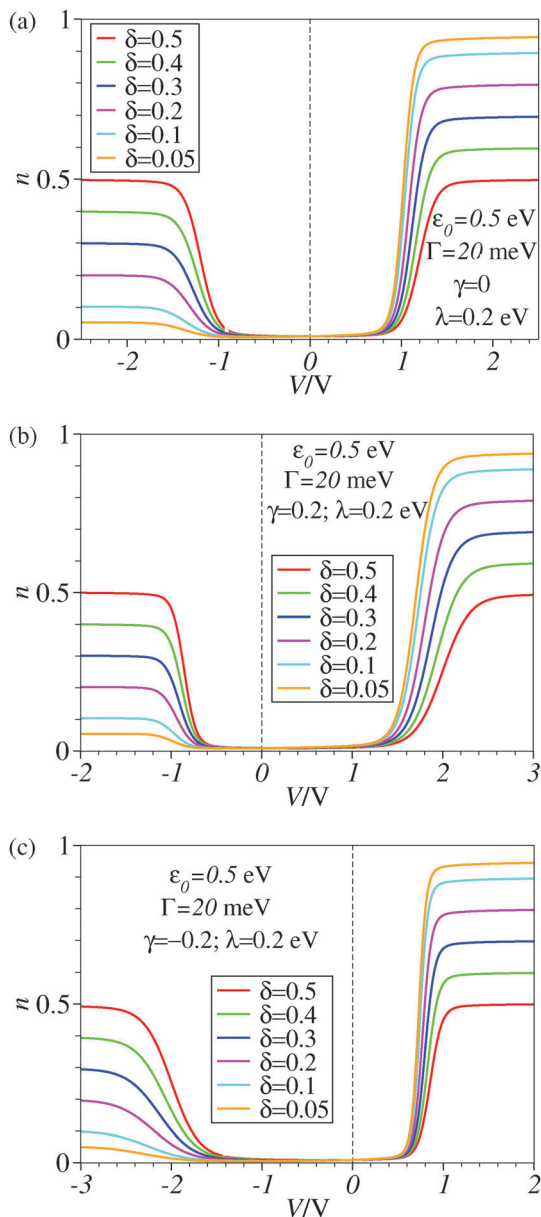 (a)
1
δ=0.5
δ=0.4
δ=0.3
δ=0.2
δ=0.1
δ=0.05
n
0.5
ε0=0.5 eV
Γ=20 meV
γ=0
λ=0.2 eV
0
-2 -1 0 1 2
V/V
(b)
1
ε0=0.5 eV
Γ=20 meV
γ=0.2; λ=0.2 eV
n
0.5
δ=0.5
δ=0.4
δ=0.3
δ=0.2
δ=0.1
δ=0.05
0
-2 -1 0 1 2 3
V/V
(c)
1
ε0=0.5 eV
Γ=20 meV
γ=−0.2; λ=0.2 eV
n
0.5
δ=0.5
δ=0.4
δ=0.3
δ=0.2
δ=0.1
δ=0.05
0
-3 -2 -1 0 1 2
V/V